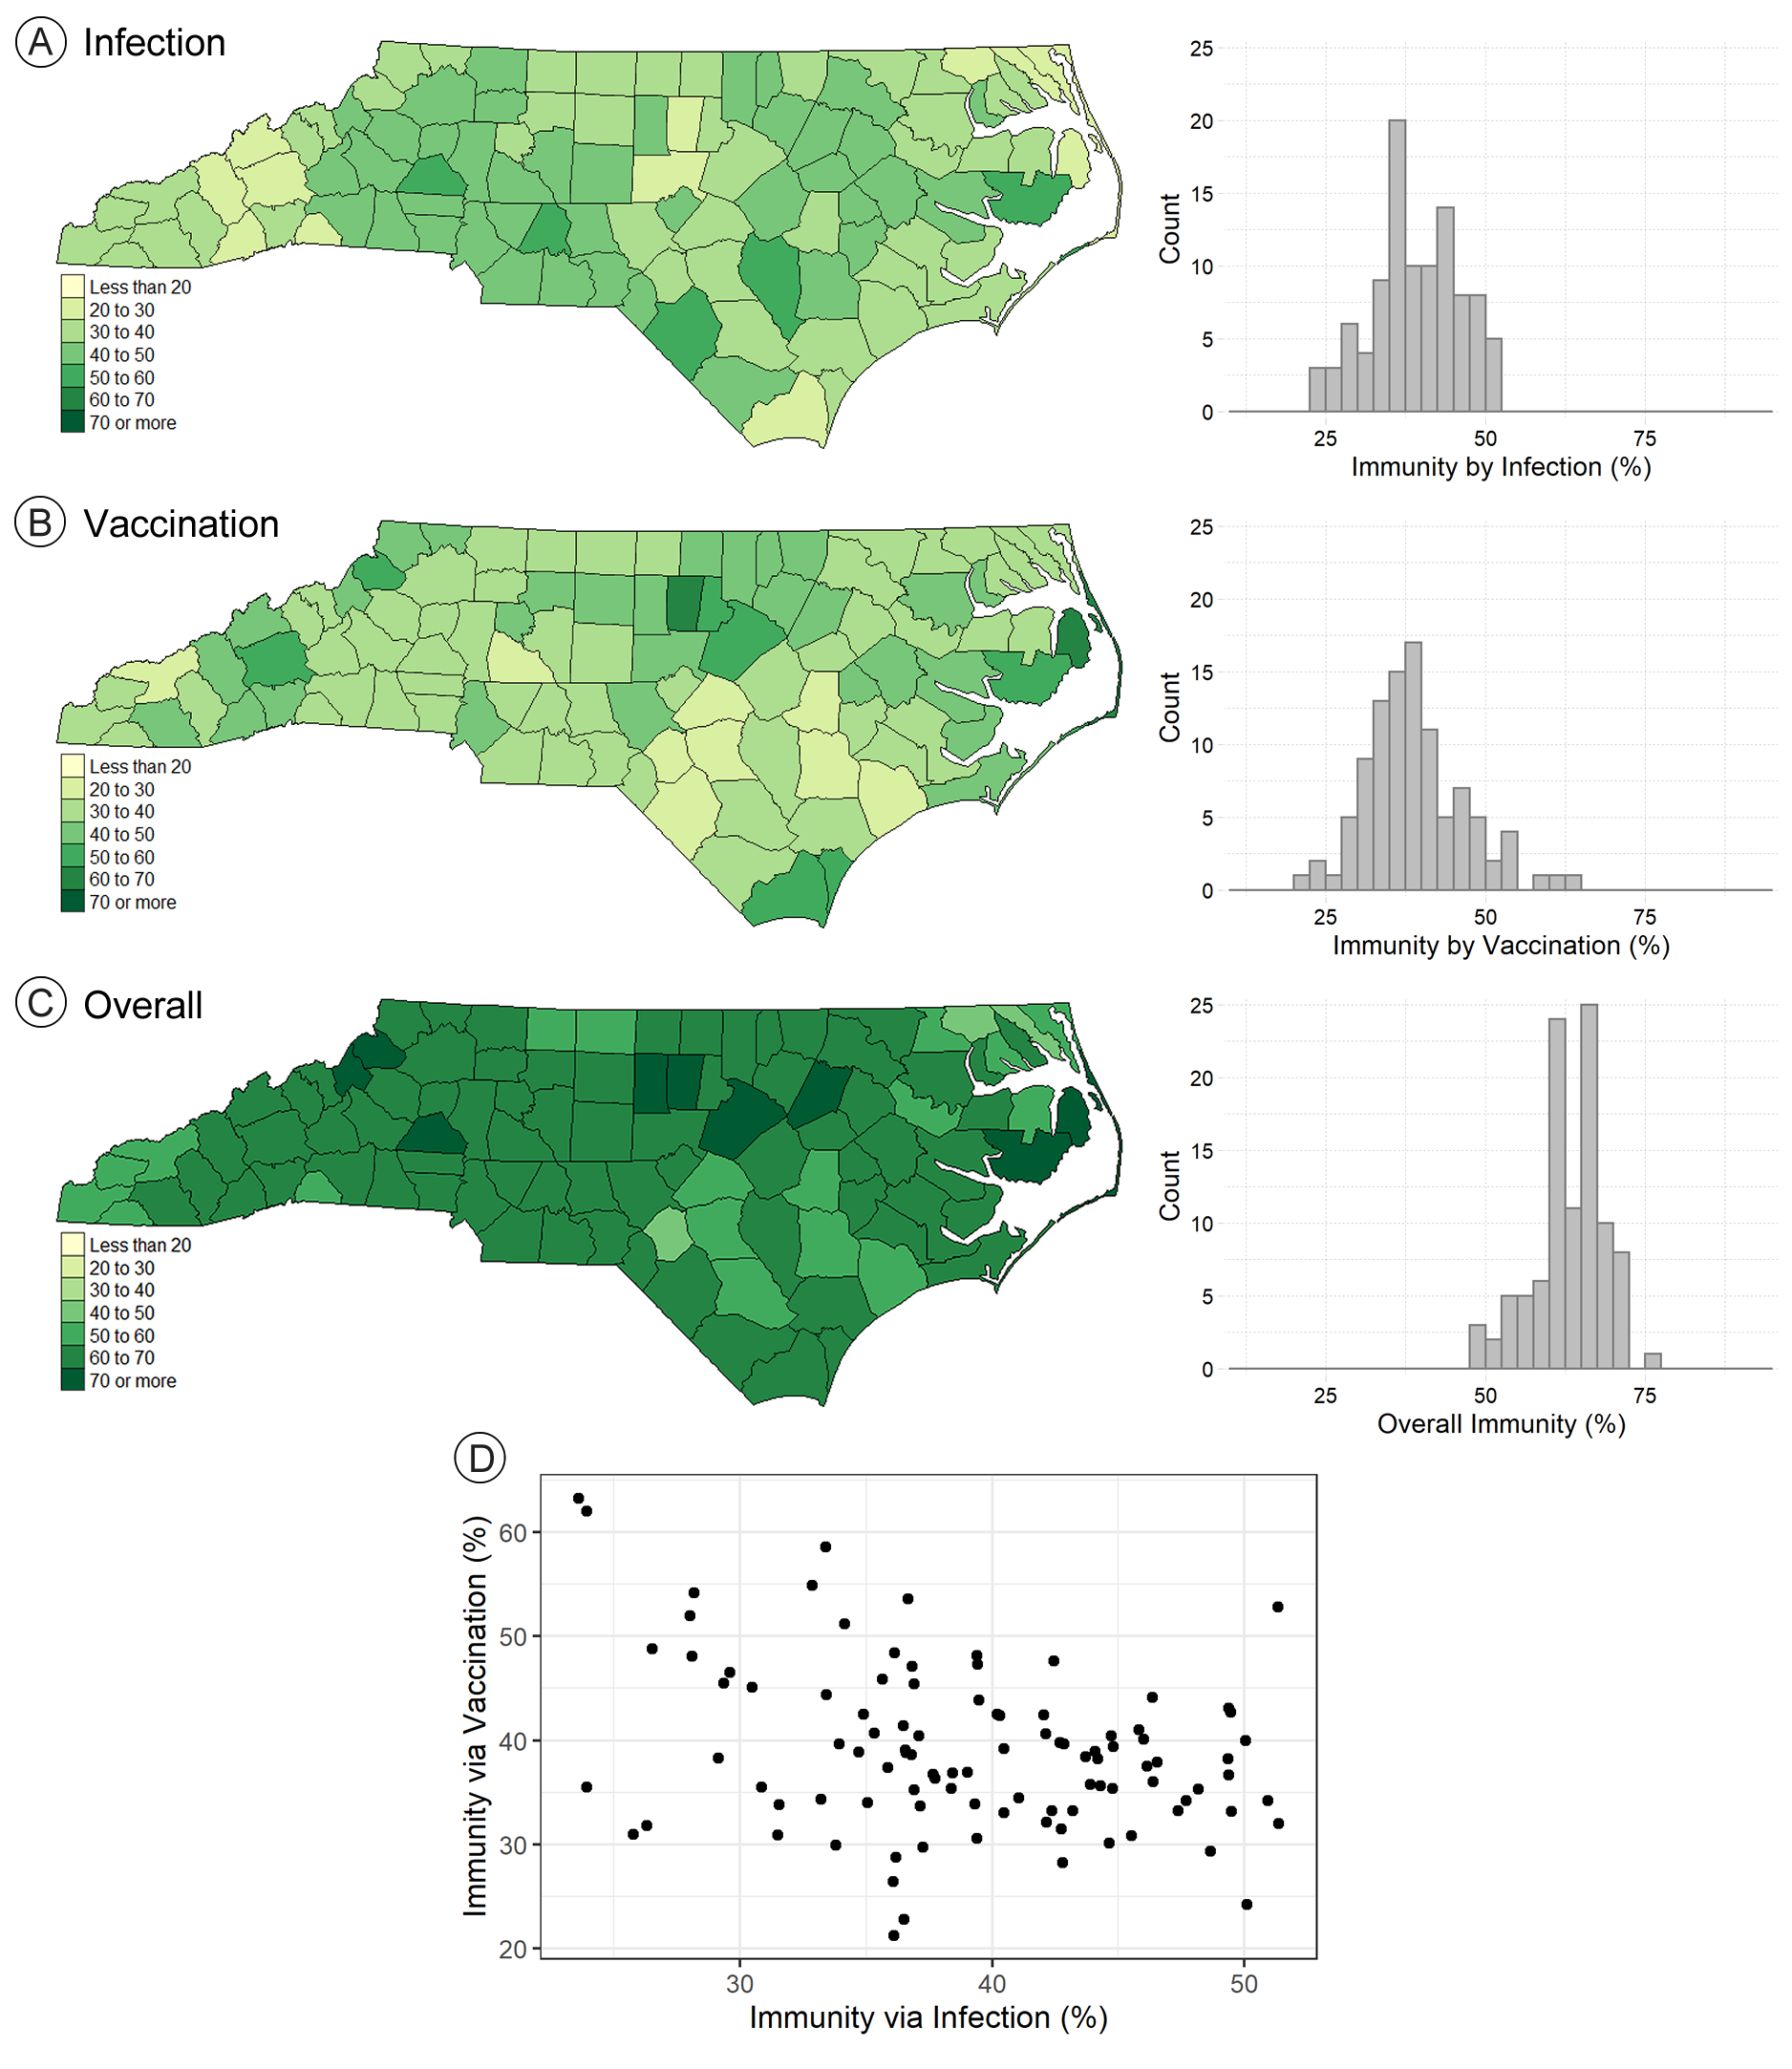 A Infection
Less than 20
20 to 30
30 to 40
40 to 50
50 to 60
60 to 70
70 or more
25
20
15
10
5
0
Count
25 50 75
Immunity by Infection (%)
B Vaccination
Less than 20
20 to 30
30 to 40
40 to 50
50 to 60
60 to 70
70 or more
25
20
15
10
5
0
Count
25 50 75
Immunity by Vaccination (%)
C Overall
Less than 20
20 to 30
30 to 40
40 to 50
50 to 60
60 to 70
70 or more
25
20
15
10
5
0
Count
25 50 75
Overall Immunity (%)
D
60
50
40
30
20
Immunity via Vaccination (%)
30 40 50
Immunity via Infection (%)